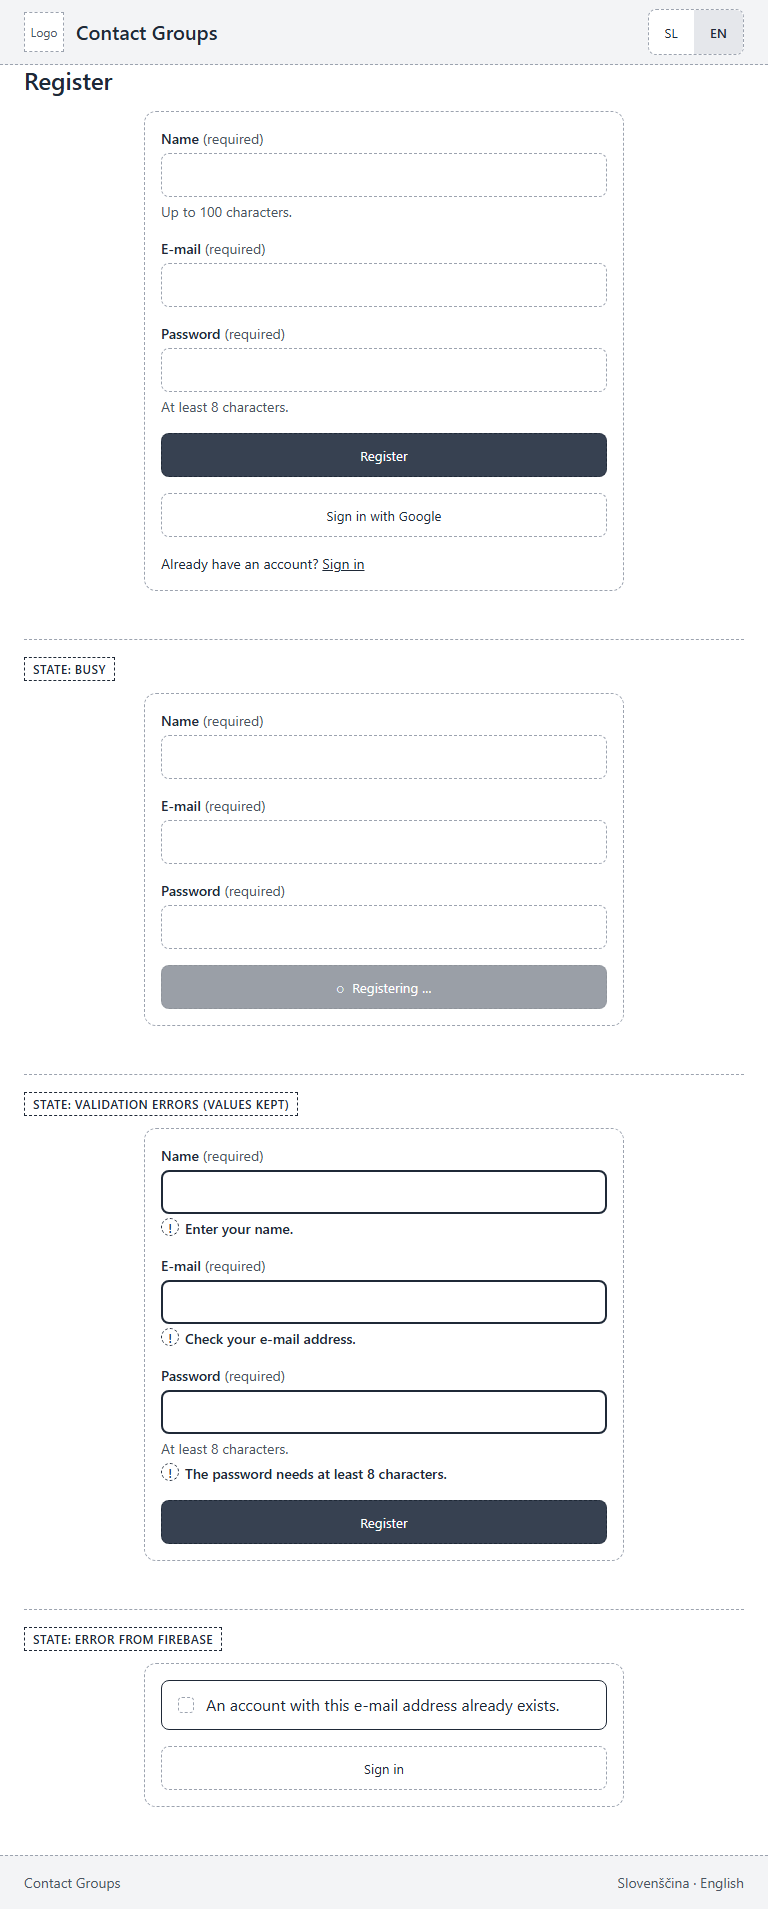 Logo
Contact Groups
SL
EN
Register
Name (required)
Up to 100 characters.
E-mail (required)
Password (required)
At least 8 characters.
Register
Sign in with Google
Already have an account? Sign in
STATE: BUSY
Name (required)
E-mail (required)
Password (required)
Registering ...
STATE: VALIDATION ERRORS (VALUES KEPT)
Name (required)
! Enter your name.
E-mail (required)
! Check your e-mail address.
Password (required)
At least 8 characters.
! The password needs at least 8 characters.
Register
STATE: ERROR FROM FIREBASE
An account with this e-mail address already exists.
Sign in
Contact Groups
Slovenščina · English